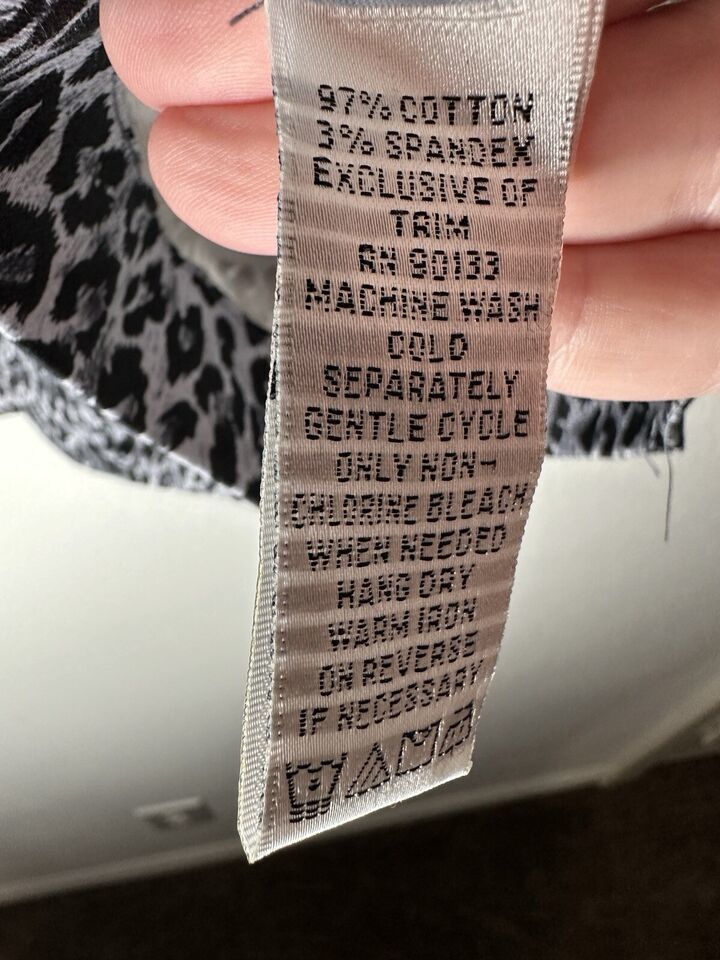 97% COTTON
3% SPANDEX
EXCLUSIVE OF
TRIM
RN 90133
MACHINE WASH
COLD
SEPARATELY
GENTLE CYCLE
ONLY NON-
CHLORINE BLEACH
WHEN NEEDED
HANG DRY
WARM IRON
ON REVERSE
IF NECESSARY